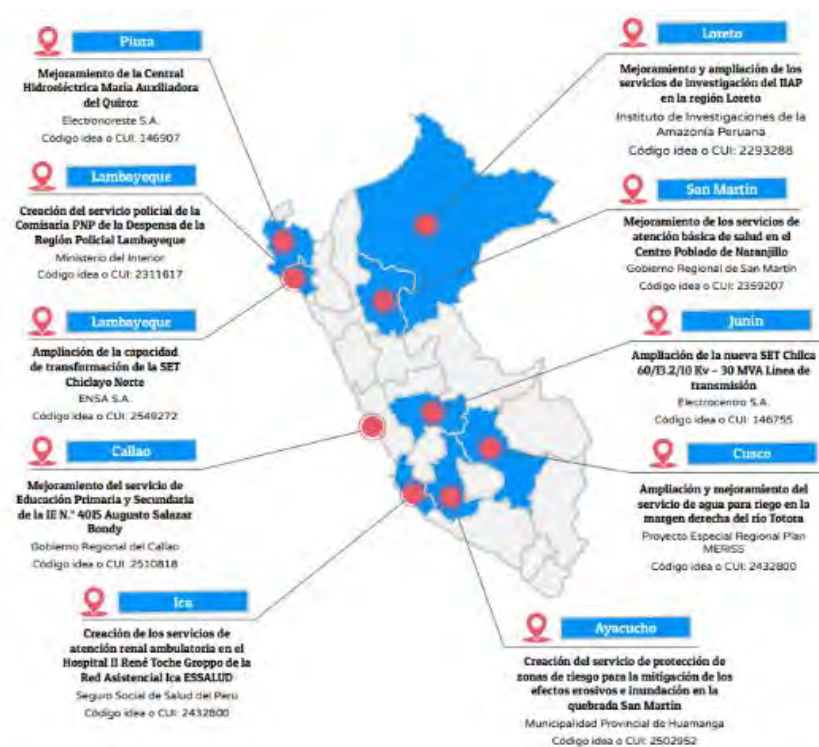 Piura
Mejoramiento de la Central
Hidroeléctrica María Auxiliadora
del Quiroz
Electronoreste S.A.
Código idea o CUI: 146907
Lambayeque
Creación del servicio policial de la
Comisaría PNP de la Despensa de la
Región Policial Lambayeque
Ministerio del Interior
Código idea o CUI: 2311617
Lambayeque
Ampliación de la capacidad
de transformación de la SET
Chiclayo Norte
ENSA S.A.
Código idea o CUI: 2549272
Callao
Mejoramiento del servicio de
Educación Primaria y Secundaria
de la IE N.° 4015 Augusto Salazar
Bondy
Gobierno Regional del Callao
Código idea o CUI: 2510818
Ica
Creación de los servicios de
atención renal ambulatoria en el
Hospital II René Toche Groppo de la
Red Asistencial Ica ESSALUD
Seguro Social de Salud del Perú
Código idea o CUI: 2432800
Loreto
Mejoramiento y ampliación de los
servicios de investigación del IIAP
en la región Loreto
Instituto de Investigaciones de la
Amazonía Peruana
Código idea o CUI: 2293288
San Martín
Mejoramiento de los servicios de
atención básica de salud en el
Centro Poblado de Naranjillo
Gobierno Regional de San Martín
Código idea o CUI: 2359207
Junín
Ampliación de la nueva SET Chilca
60/13.2/10 Kv – 30 MVA Línea de
transmisión
Electrocentro S.A.
Código idea o CUI: 146755
Cusco
Ampliación y mejoramiento del
servicio de agua para riego en la
margen derecha del río Totora
Proyecto Especial Regional Plan
MERISS
Código idea o CUI: 2432800
Ayacucho
Creación del servicio de protección de
zonas de riesgo para la mitigación de los
efectos erosivos e inundación en la
quebrada San Martín
Municipalidad Provincial de Huamanga
Código idea o CUI: 2502952